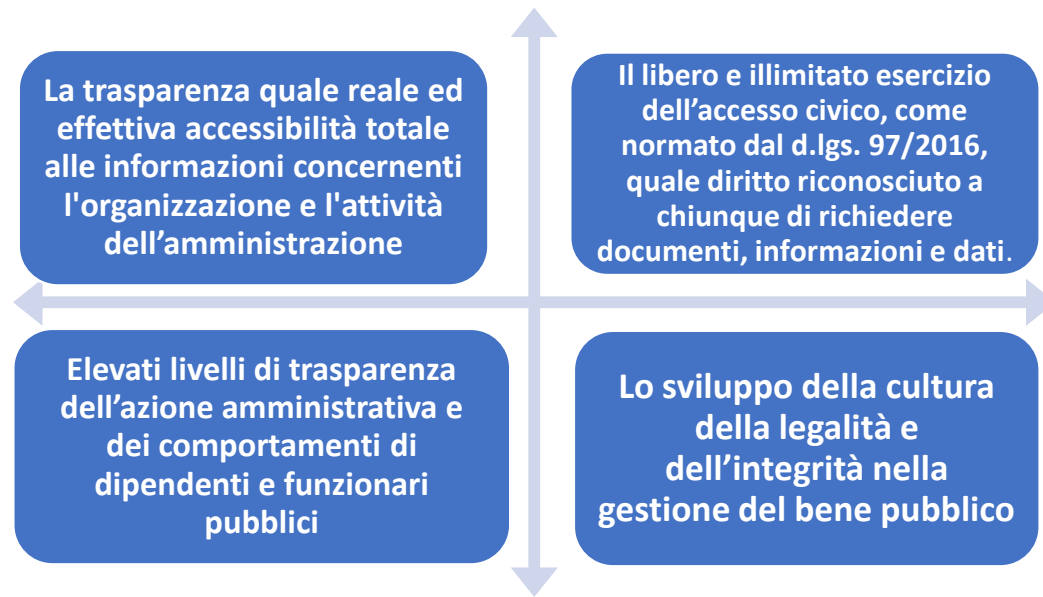 La trasparenza quale reale ed
effettiva accessibilità totale
alle informazioni concernenti
l'organizzazione e l'attività
dell’amministrazione
Il libero e illimitato esercizio
dell’accesso civico, come
normato dal d.lgs. 97/2016,
quale diritto riconosciuto a
chiunque di richiedere
documenti, informazioni e dati.
Elevati livelli di trasparenza
dell’azione amministrativa e
dei comportamenti di
dipendenti e funzionari
pubblici
Lo sviluppo della cultura
della legalità e
dell’integrità nella
gestione del bene pubblico